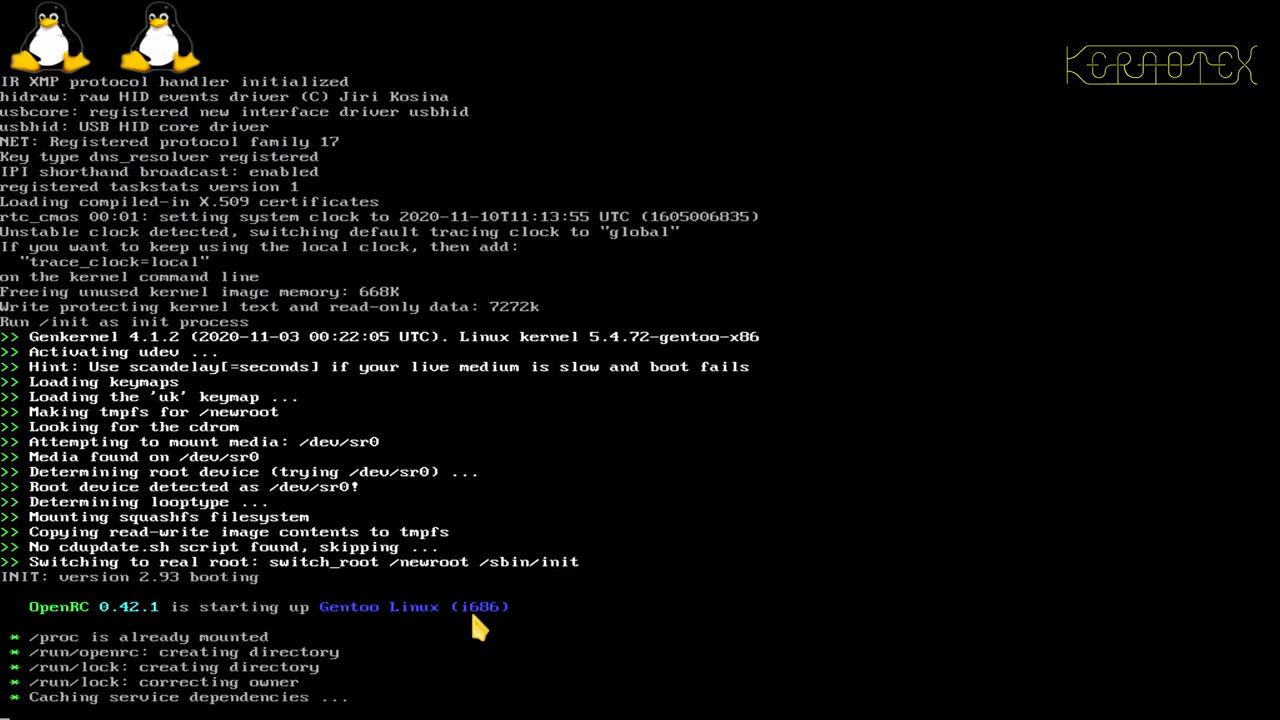 KERAOTEX
IR XMP protocol handler initialized
hidraw: raw HID events driver (C) Jiri Kosina
usbcore: registered new interface driver usbhid
usbhid: USB HID core driver
NET: Registered protocol family 17
Key type dns_resolver registered
IPI shorthand broadcast: enabled
registered taskstats version 1
Loading compiled-in X.509 certificates
rtc_cmos 00:01: setting system clock to 2020-11-10T11:13:55 UTC (1605006835)
Unstable clock detected, switching default tracing clock to "global"
If you want to keep using the local clock, then add:
  "trace_clock=local"
on the kernel command line
Freeing unused kernel image memory: 668K
Write protecting kernel text and read-only data: 7272k
Run /init as init process
>> Genkernel 4.1.2 (2020-11-03 00:22:05 UTC). Linux kernel 5.4.72-gentoo-x86
>> Activating udev ...
>> Hint: Use scandelay[=seconds] if your live medium is slow and boot fails
>> Loading keymaps
>> Loading the 'uk' keymap ...
>> Making tmpfs for /newroot
>> Looking for the cdrom
>> Attempting to mount media: /dev/sr0
>> Media found on /dev/sr0
>> Determining root device (trying /dev/sr0) ...
>> Root device detected as /dev/sr0!
>> Determining looptype ...
>> Mounting squashfs filesystem
>> Copying read-write image contents to tmpfs
>> No cdupdate.sh script found, skipping ...
>> Switching to real root: switch_root /newroot /sbin/init
INIT: version 2.93 booting
OpenRC 0.42.1 is starting up Gentoo Linux (i686)
* /proc is already mounted
* /run/openrc: creating directory
* /run/lock: creating directory
* /run/lock: correcting owner
* Caching service dependencies ...